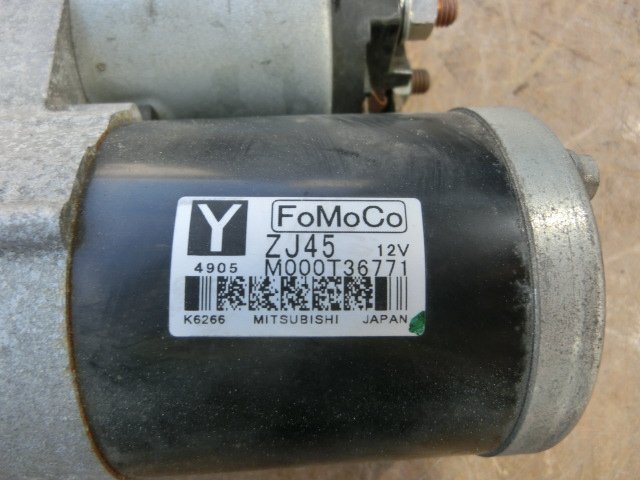 Y FoMoCo
ZJ45 12V
4905 M000T36771
K6266 MITSUBISHI JAPAN